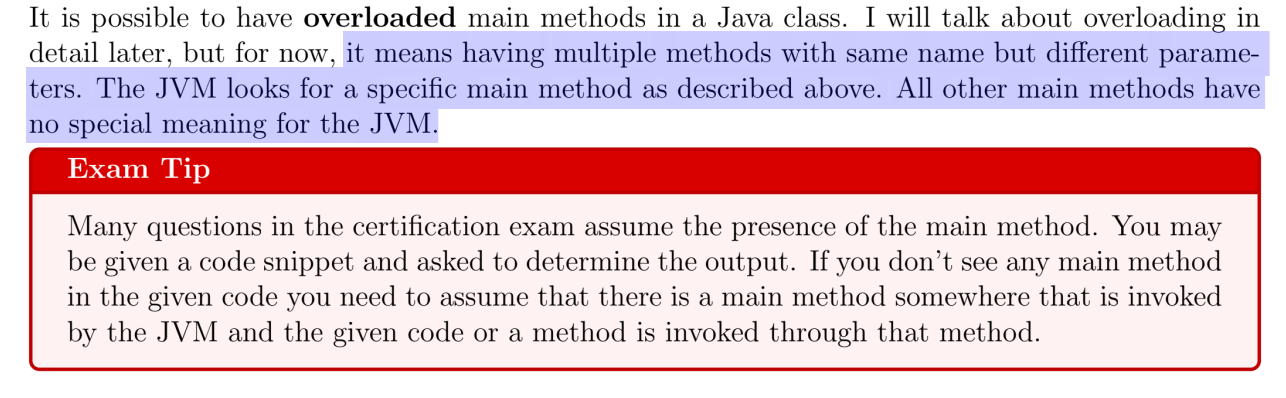 It is possible to have overloaded main methods in a Java class. I will talk about overloading in
detail later, but for now, it means having multiple methods with same name but different parame-
ters. The JVM looks for a specific main method as described above. All other main methods have
no special meaning for the JVM.
Exam Tip
Many questions in the certification exam assume the presence of the main method. You may
be given a code snippet and asked to determine the output. If you don't see any main method
in the given code you need to assume that there is a main method somewhere that is invoked
by the JVM and the given code or a method is invoked through that method.